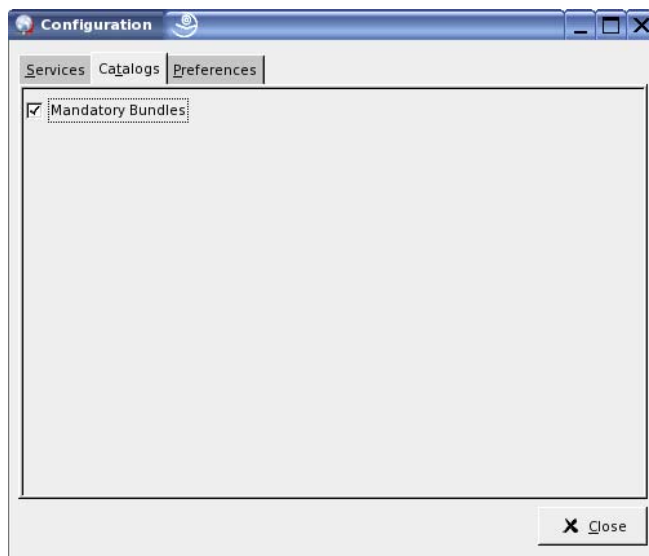 Configuration
Services Catalogs Preferences
Mandatory Bundles
Close